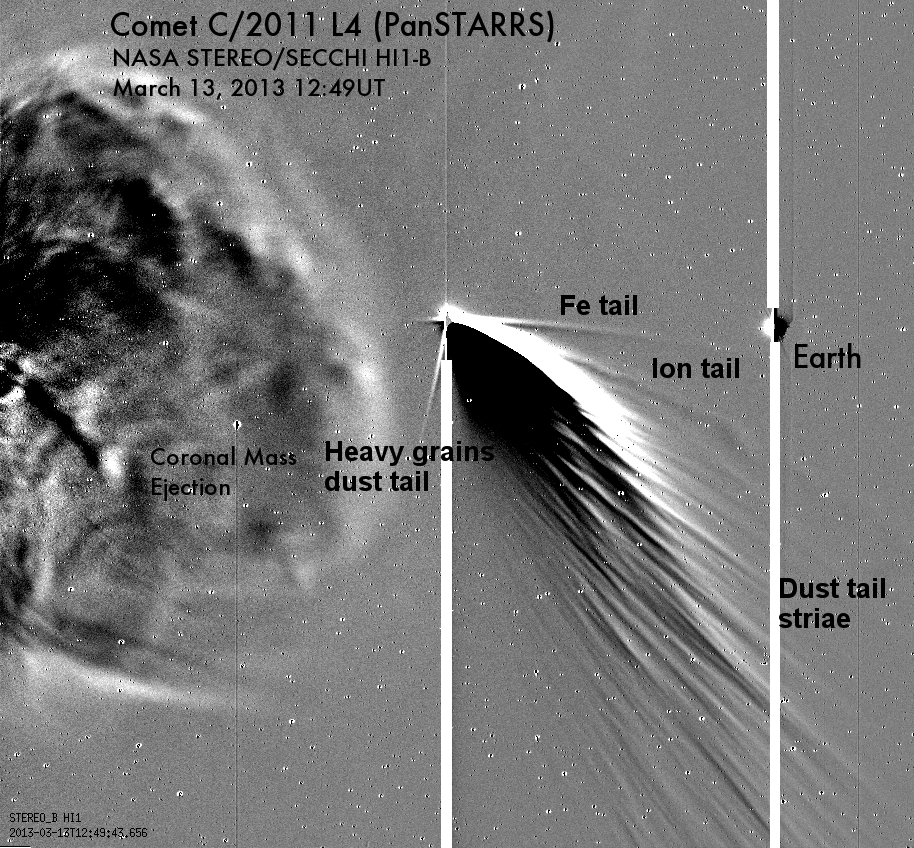 Comet C/2011 L4 (PanSTARRS)
NASA STEREO/SECCHI HI1-B
March 13, 2013 12:49UT
Fe tail
Ion tail
Earth
Heavy grains
dust tail
Coronal Mass
Ejection
Dust tail
striae
STEREO_B HI1
2013-03-13T12:49:43.656